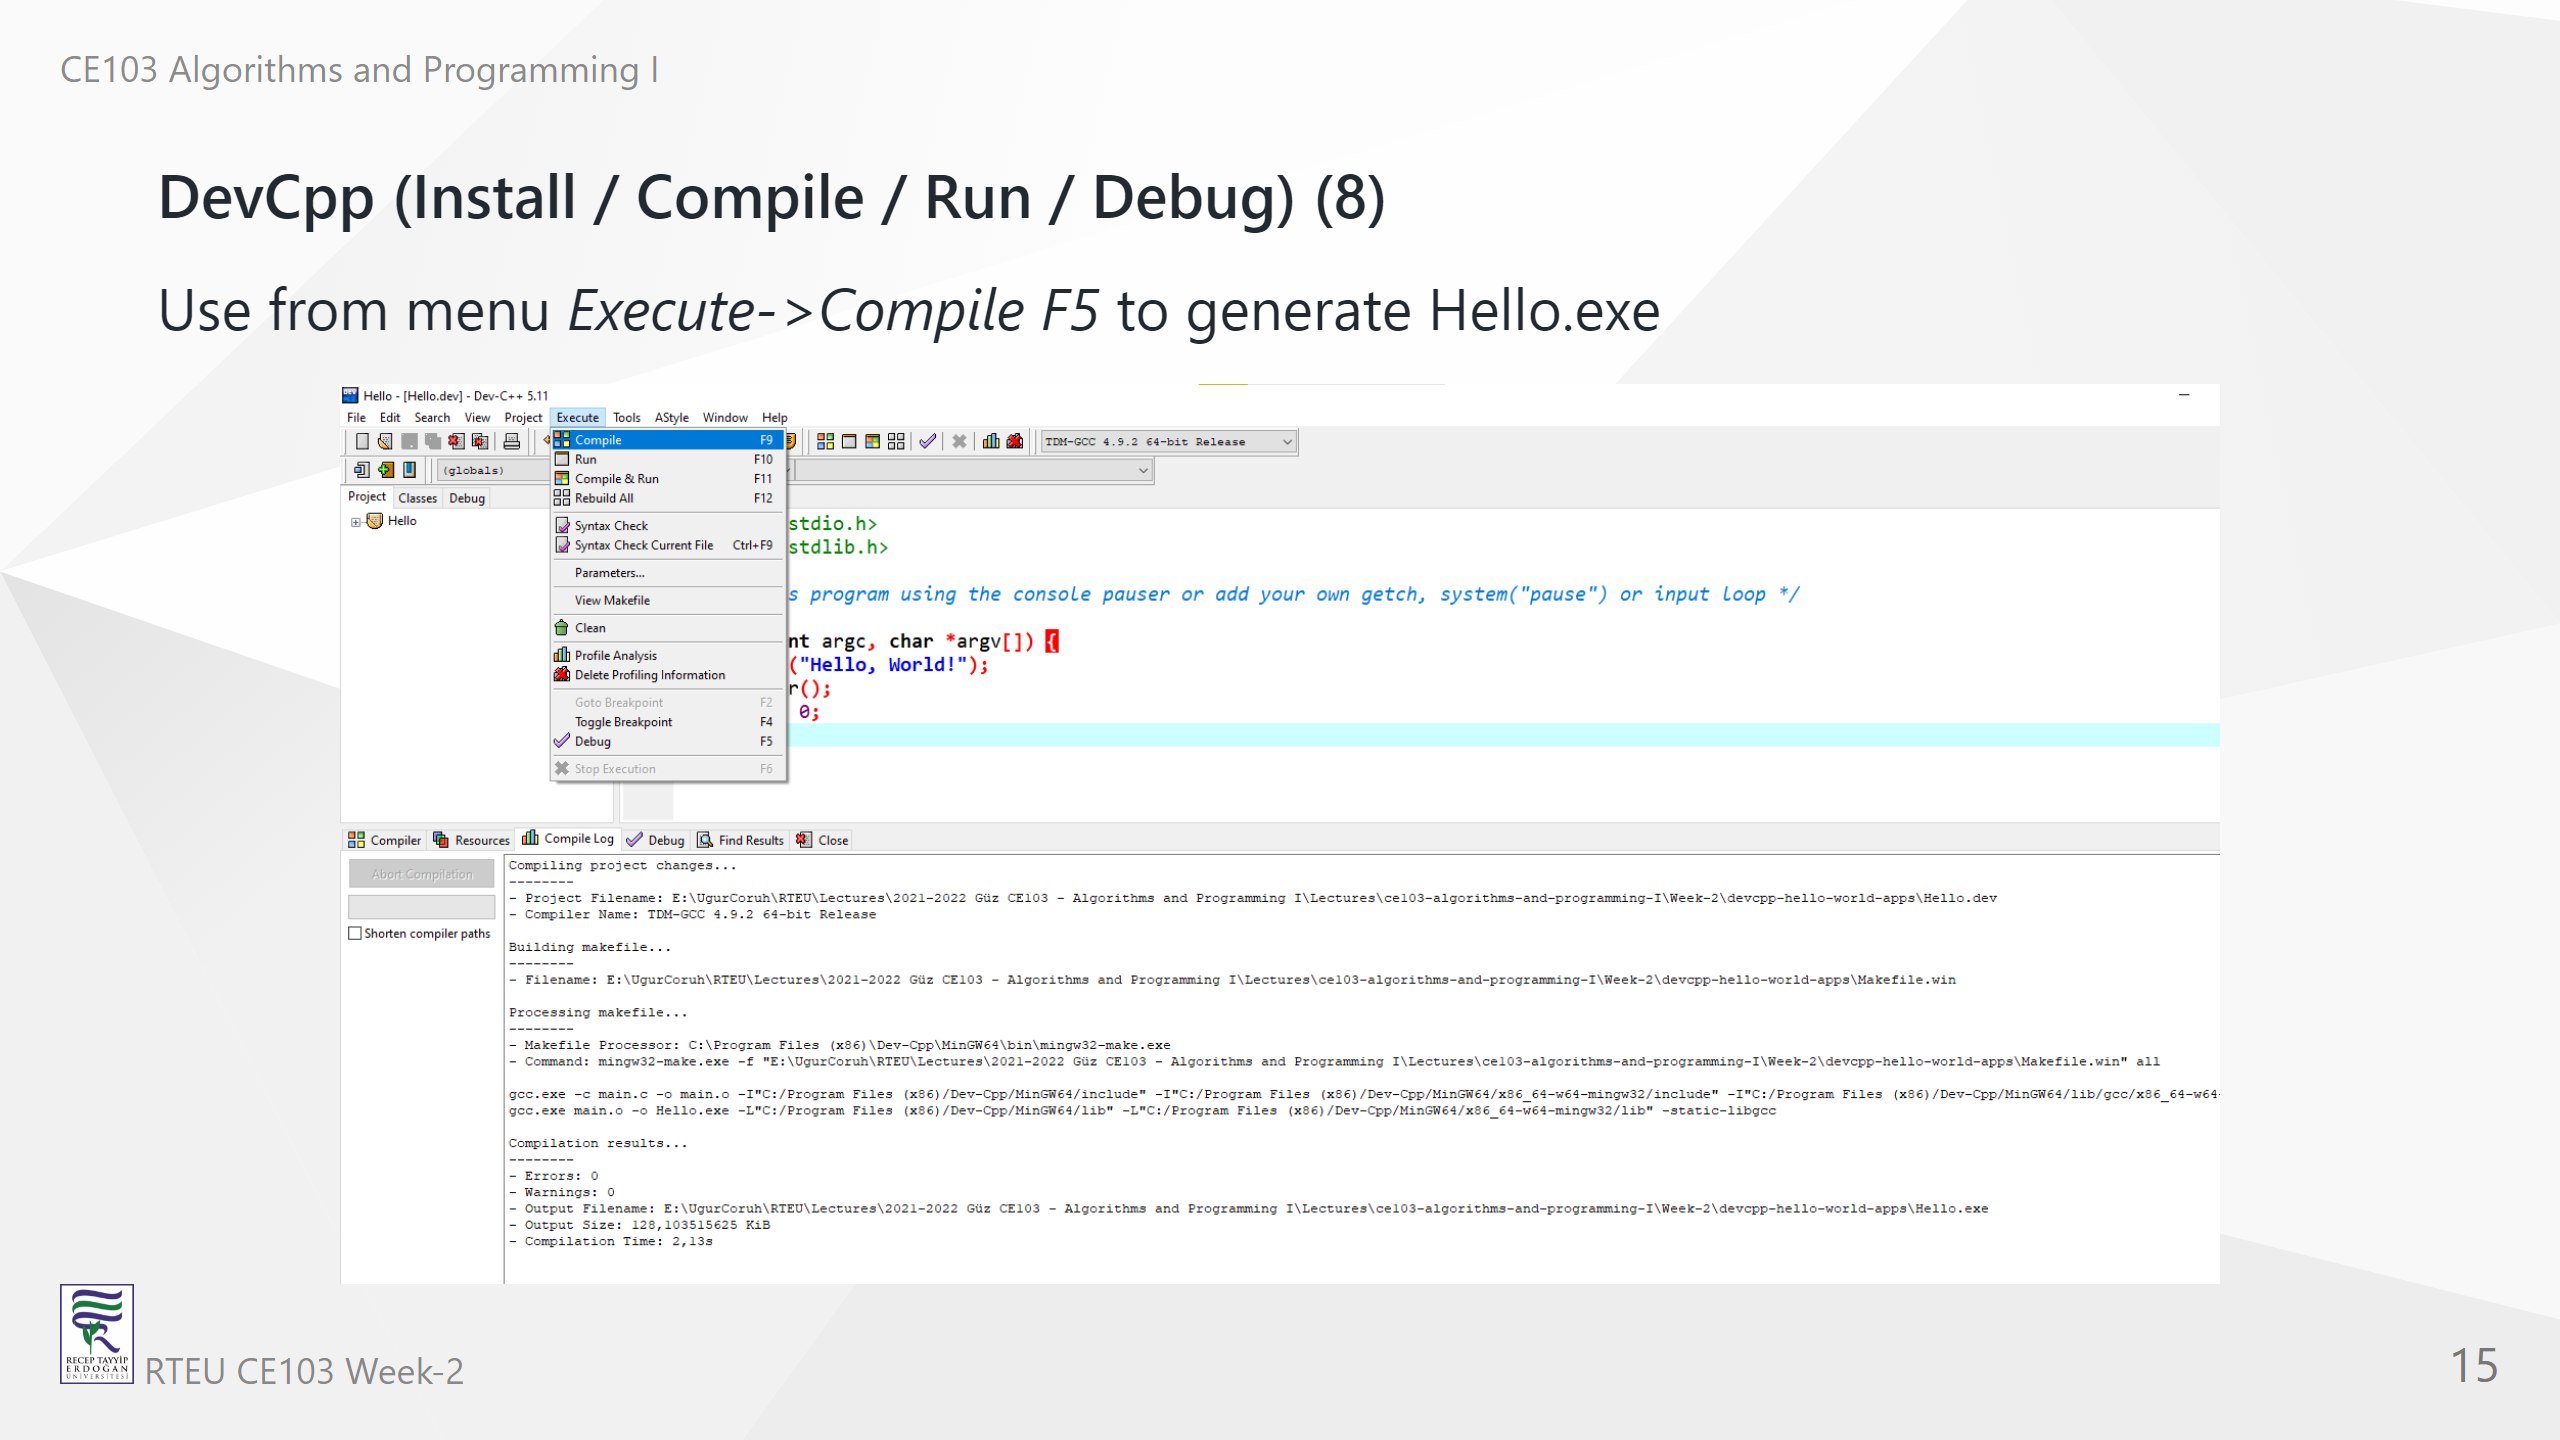 CE103 Algorithms and Programming I
DevCpp (Install / Compile / Run / Debug) (8)
Use from menu Execute->Compile F5 to generate Hello.exe
Hello - [Hello.dev] - Dev-C++ 5.11
File Edit Search View Project Execute Tools AStyle Window Help
TDM-GCC 4.9.2 64-bit Release
(globals)
Compile F9
Run F10
Compile & Run F11
Rebuild All F12
Syntax Check
Syntax Check Current File Ctrl+F9
Parameters...
View Makefile
Clean
Profile Analysis
Delete Profiling Information
Goto Breakpoint F2
Toggle Breakpoint F4
Debug F5
Stop Execution F6
Project Classes Debug
Hello
stdio.h>
stdlib.h>
s program using the console pauser or add your own getch, system("pause") or input loop */
nt argc, char *argv[]) {
("Hello, World!");
r();
0;
Compiler Resources Compile Log Debug Find Results Close
Abort Compilation
Shorten compiler paths
Compiling project changes...
--------
- Project Filename: E:\UgurCoruh\RTEU\Lectures\2021-2022 Güz CE103 - Algorithms and Programming I\Lectures\ce103-algorithms-and-programming-I\Week-2\devcpp-hello-world-apps\Hello.dev
- Compiler Name: TDM-GCC 4.9.2 64-bit Release
Building makefile...
--------
- Filename: E:\UgurCoruh\RTEU\Lectures\2021-2022 Güz CE103 - Algorithms and Programming I\Lectures\ce103-algorithms-and-programming-I\Week-2\devcpp-hello-world-apps\Makefile.win
Processing makefile...
--------
- Makefile Processor: C:\Program Files (x86)\Dev-Cpp\MinGW64\bin\mingw32-make.exe
- Command: mingw32-make.exe -f "E:\UgurCoruh\RTEU\Lectures\2021-2022 Güz CE103 - Algorithms and Programming I\Lectures\ce103-algorithms-and-programming-I\Week-2\devcpp-hello-world-apps\Makefile.win" all
gcc.exe -c main.c -o main.o -I"C:/Program Files (x86)/Dev-Cpp/MinGW64/include" -I"C:/Program Files (x86)/Dev-Cpp/MinGW64/x86_64-w64-mingw32/include" -I"C:/Program Files (x86)/Dev-Cpp/MinGW64/lib/gcc/x86_64-w64-
gcc.exe main.o -o Hello.exe -L"C:/Program Files (x86)/Dev-Cpp/MinGW64/lib" -L"C:/Program Files (x86)/Dev-Cpp/MinGW64/x86_64-w64-mingw32/lib" -static-libgcc
Compilation results...
--------
- Errors: 0
- Warnings: 0
- Output Filename: E:\UgurCoruh\RTEU\Lectures\2021-2022 Güz CE103 - Algorithms and Programming I\Lectures\ce103-algorithms-and-programming-I\Week-2\devcpp-hello-world-apps\Hello.exe
- Output Size: 128,103515625 KiB
- Compilation Time: 2,13s
RECEP TAYYİP
ERDOĞAN
ÜNİVERSİTESİ
RTEU CE103 Week-2
15